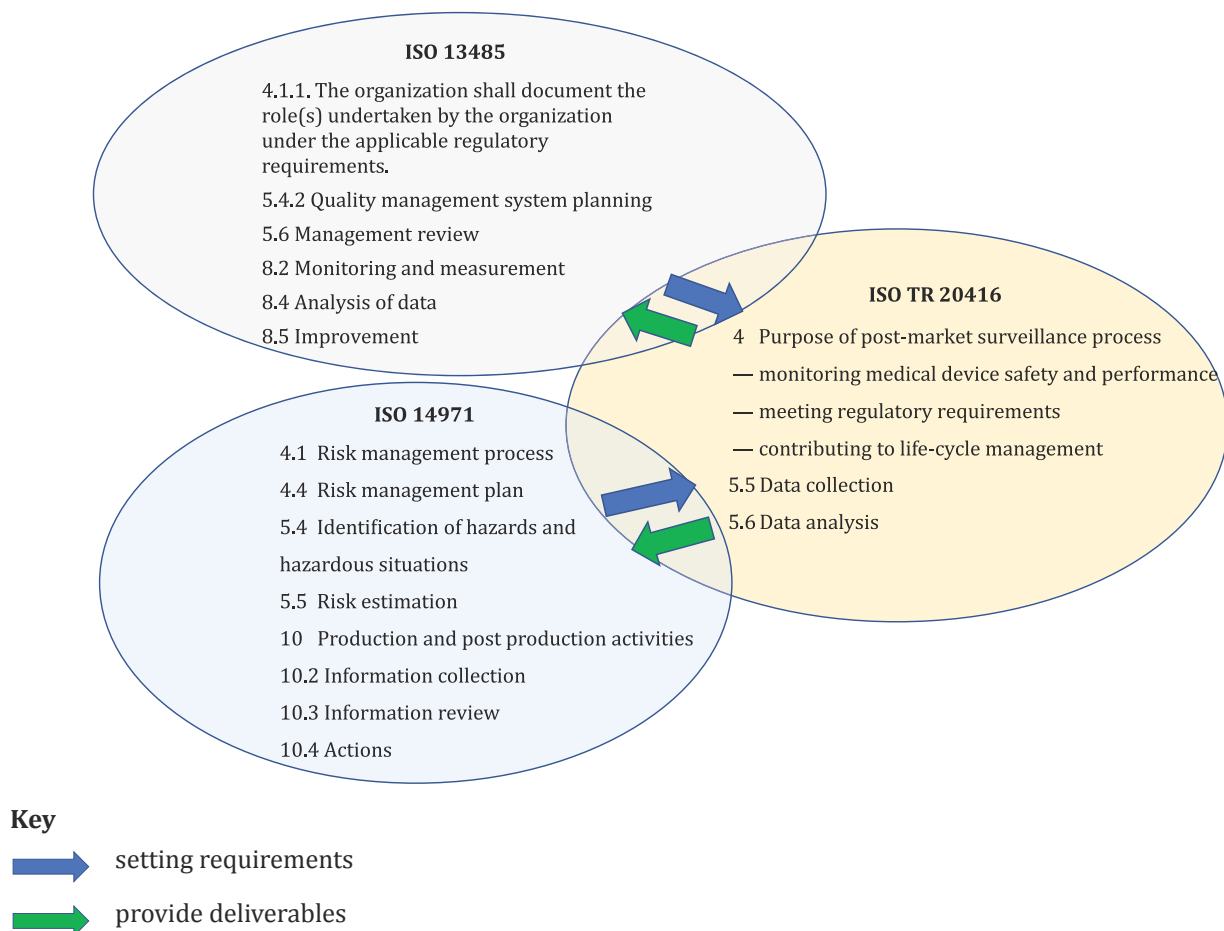 ISO 13485
4.1.1. The organization shall document the
role(s) undertaken by the organization
under the applicable regulatory
requirements.
5.4.2 Quality management system planning
5.6 Management review
8.2 Monitoring and measurement
8.4 Analysis of data
8.5 Improvement
ISO TR 20416
4 Purpose of post-market surveillance process
— monitoring medical device safety and performance
— meeting regulatory requirements
— contributing to life-cycle management
5.5 Data collection
5.6 Data analysis
ISO 14971
4.1 Risk management process
4.4 Risk management plan
5.4 Identification of hazards and
hazardous situations
5.5 Risk estimation
10 Production and post production activities
10.2 Information collection
10.3 Information review
10.4 Actions
Key
setting requirements
provide deliverables